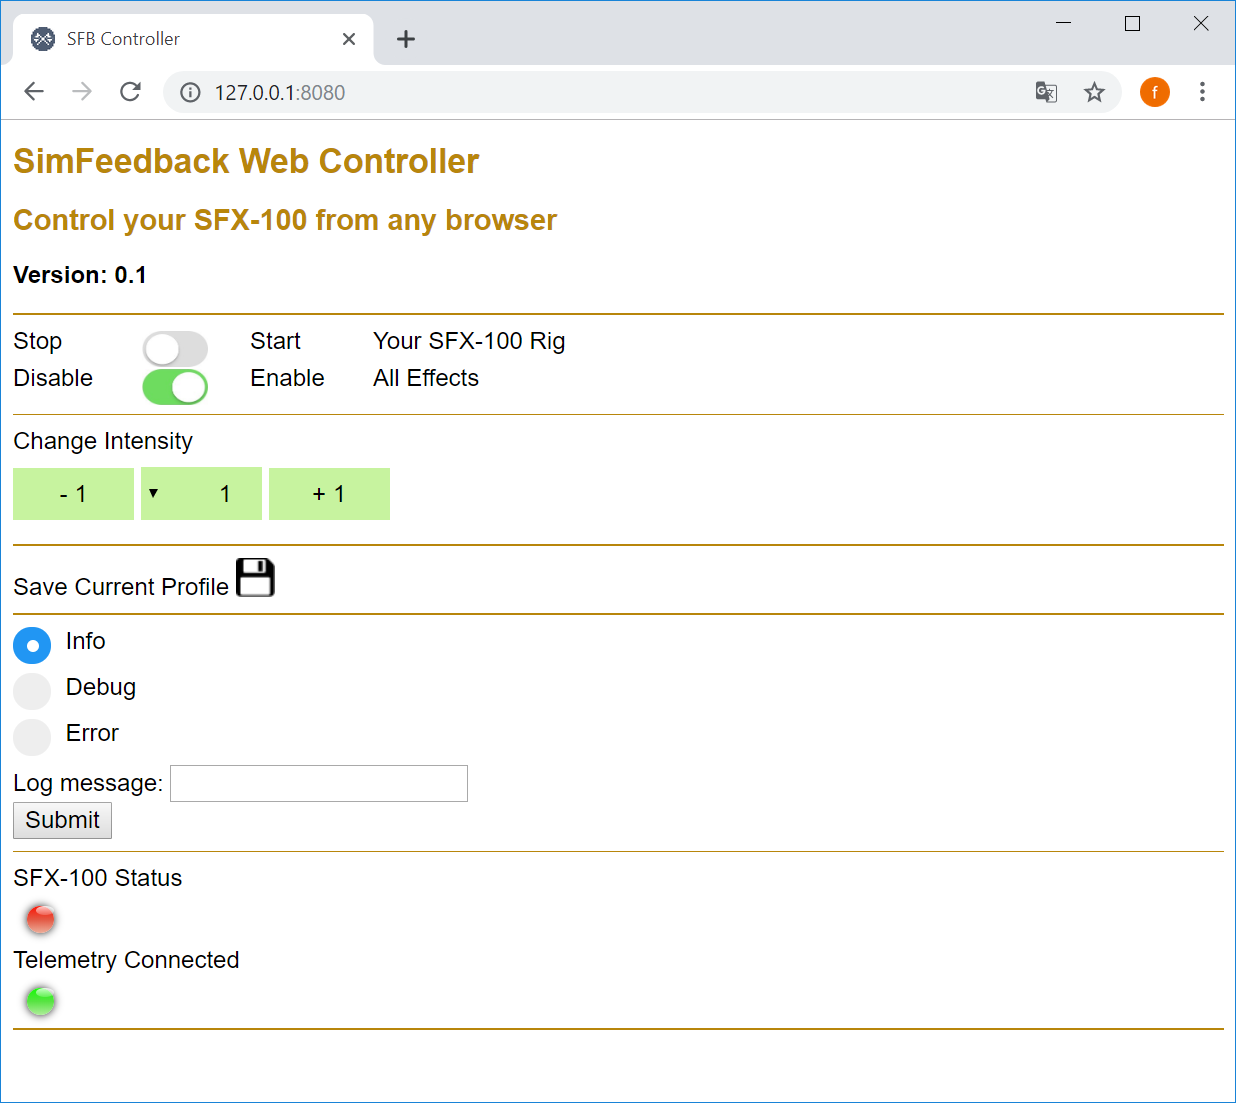 SFB Controller
127.0.0.1:8080
f
SimFeedback Web Controller
Control your SFX-100 from any browser
Version: 0.1
Stop Start Your SFX-100 Rig
Disable Enable All Effects
Change Intensity
- 1 ▼ 1 + 1
Save Current Profile
Info
Debug
Error
Log message:
Submit
SFX-100 Status
Telemetry Connected